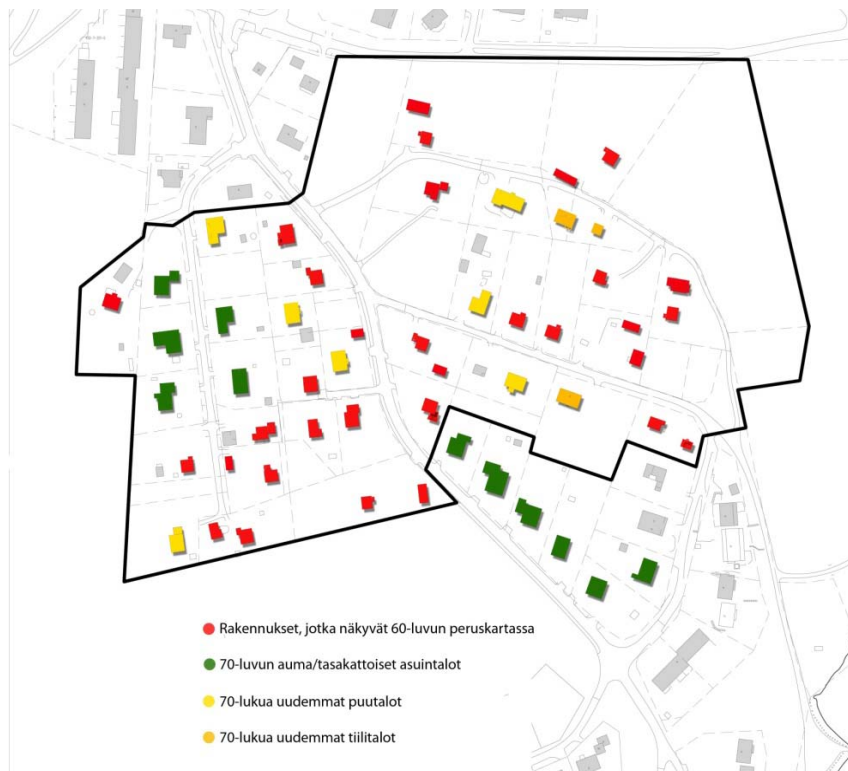 Rakennukset, jotka näkyvät 60-luvun peruskartassa
70-luvun auma/tasakattoiset asuintalot
70-lukua uudemmat puutalot
70-lukua uudemmat tiilitalot